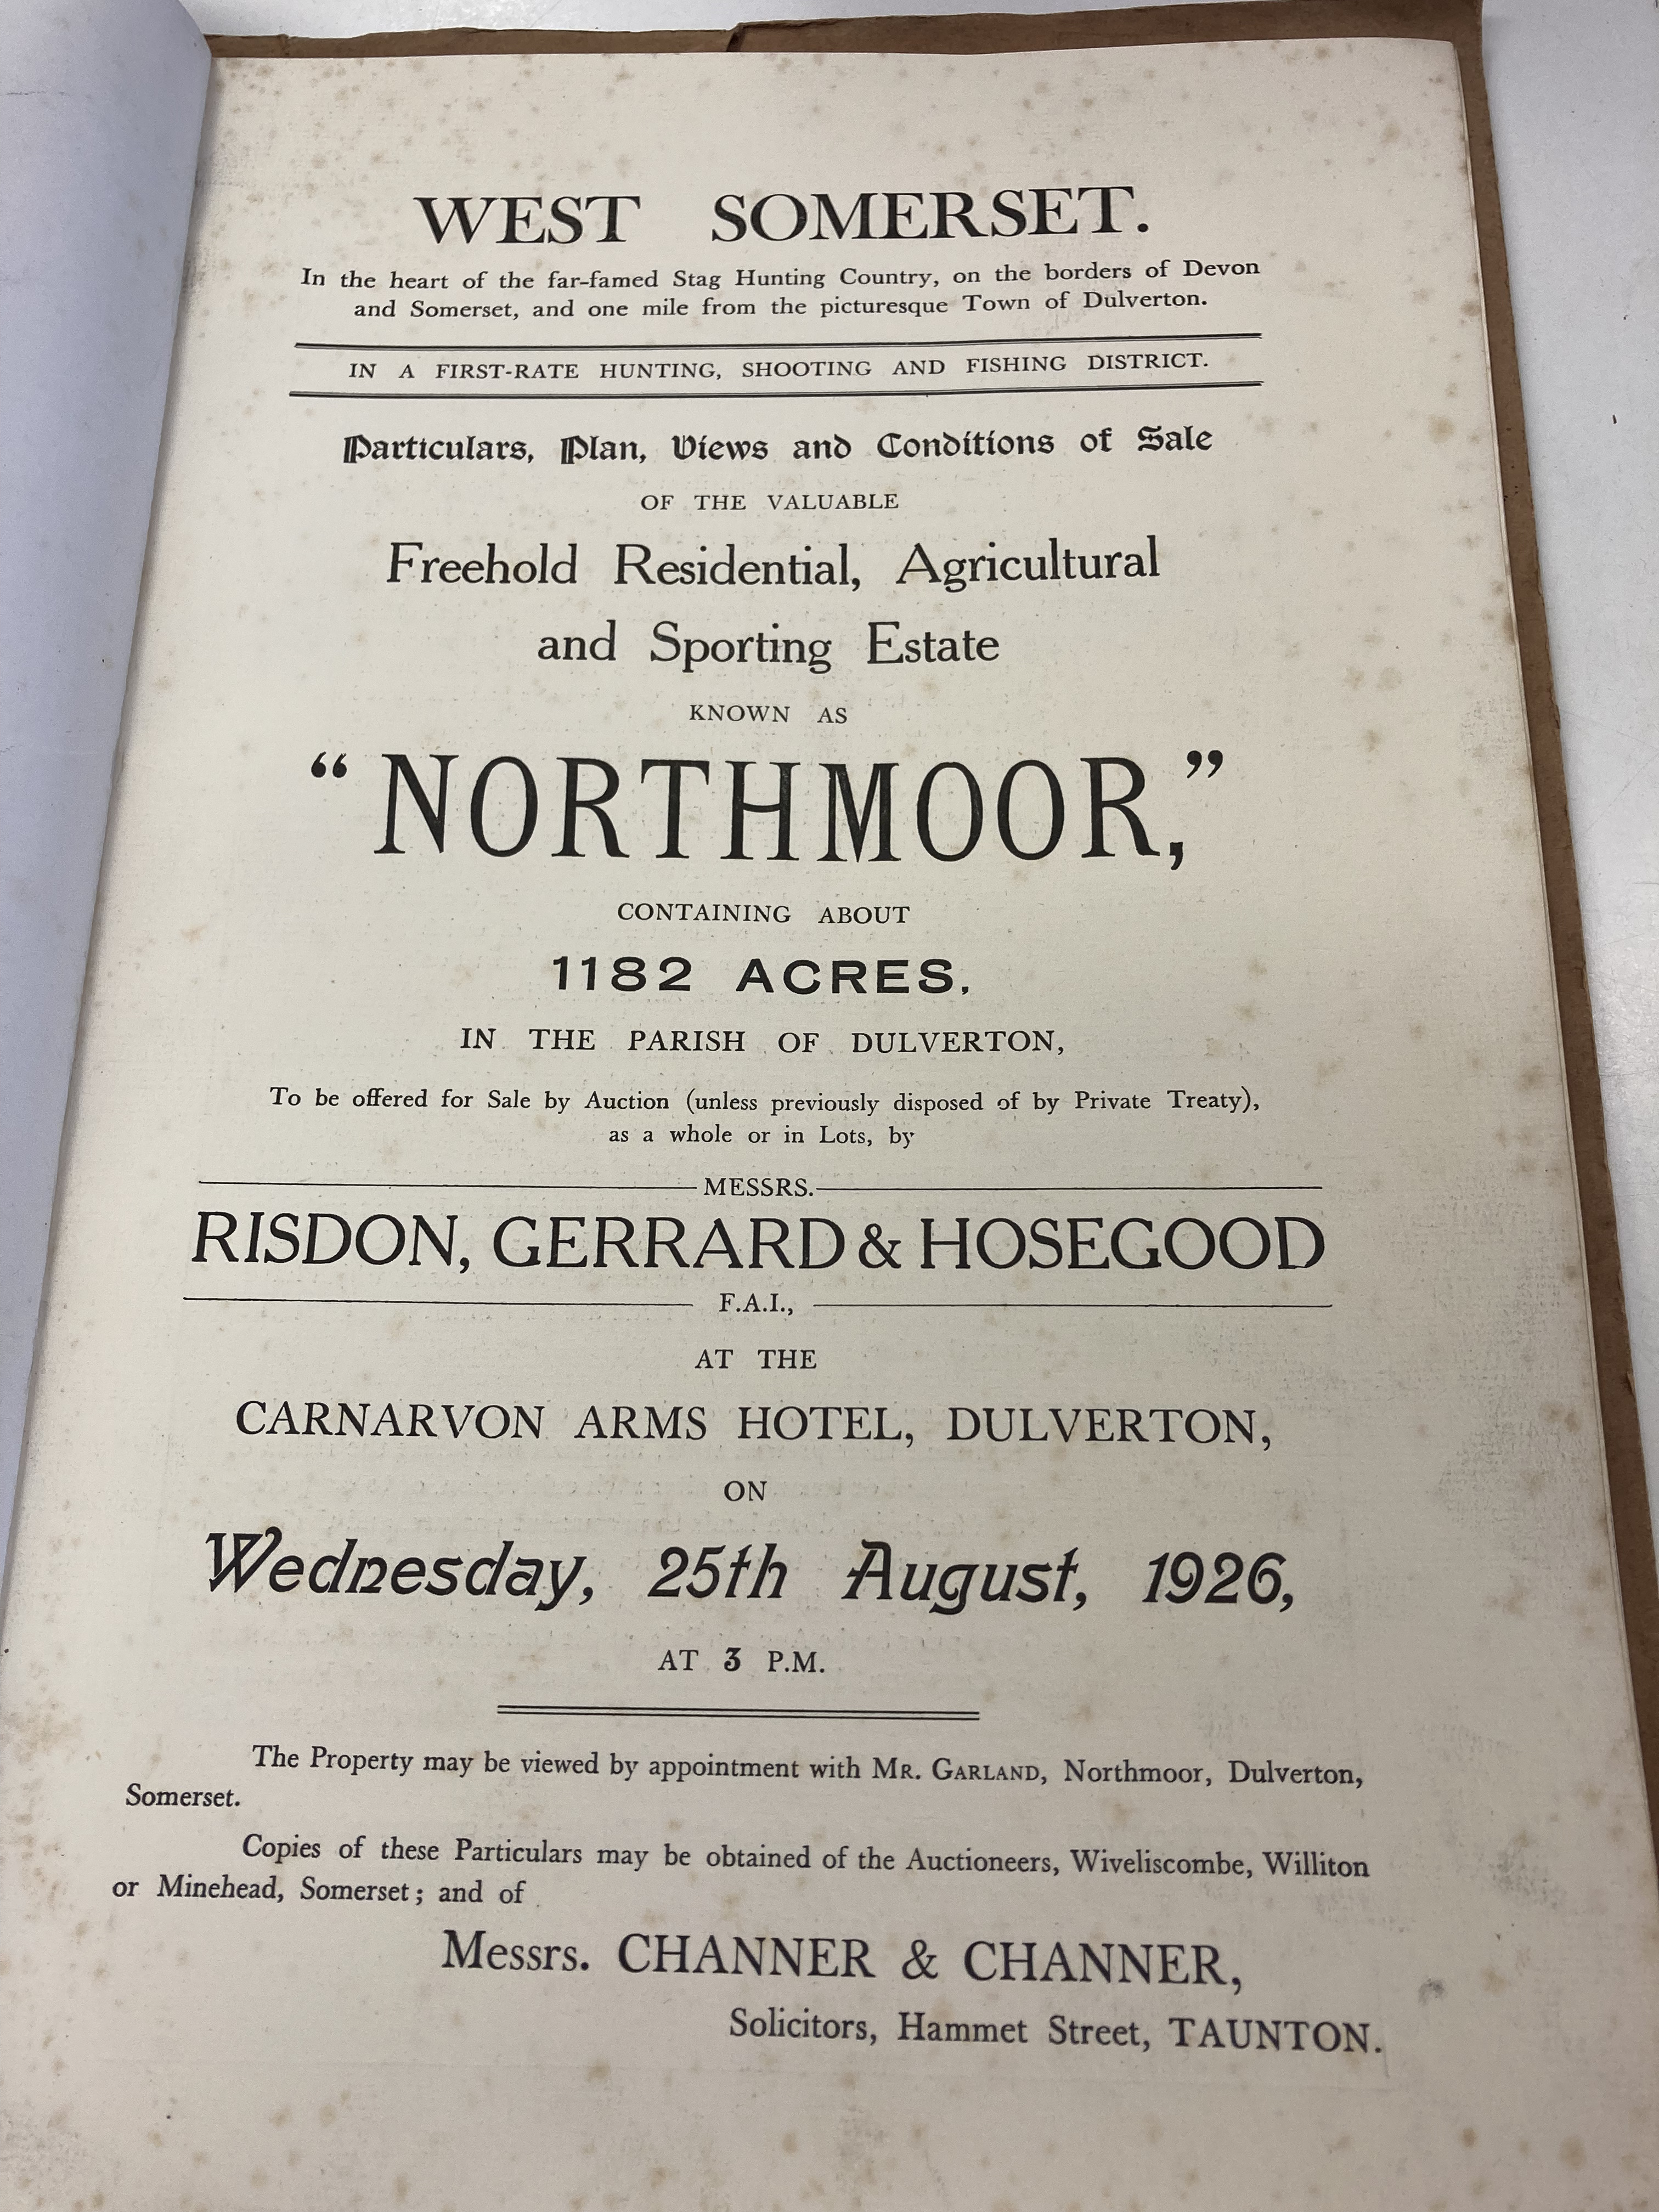 WEST SOMERSET.
In the heart of the far-famed Stag Hunting Country, on the borders of Devon
and Somerset, and one mile from the picturesque Town of Dulverton.
IN A FIRST-RATE HUNTING, SHOOTING AND FISHING DISTRICT.
Particulars, Plan, Views and Conditions of Sale
OF THE VALUABLE
Freehold Residential, Agricultural
and Sporting Estate
KNOWN AS
“NORTHMOOR,”
CONTAINING ABOUT
1182 ACRES,
IN THE PARISH OF DULVERTON,
To be offered for Sale by Auction (unless previously disposed of by Private Treaty),
as a whole or in Lots, by
MESSRS.
RISDON, GERRARD & HOSEGOOD
F.A.I.,
AT THE
CARNARVON ARMS HOTEL, DULVERTON,
ON
Wednesday, 25th August, 1926,
AT 3 P.M.
The Property may be viewed by appointment with MR. GARLAND, Northmoor, Dulverton,
Somerset.
Copies of these Particulars may be obtained of the Auctioneers, Wiveliscombe, Williton
or Minehead, Somerset; and of
Messrs. CHANNER & CHANNER,
Solicitors, Hammet Street, TAUNTON.